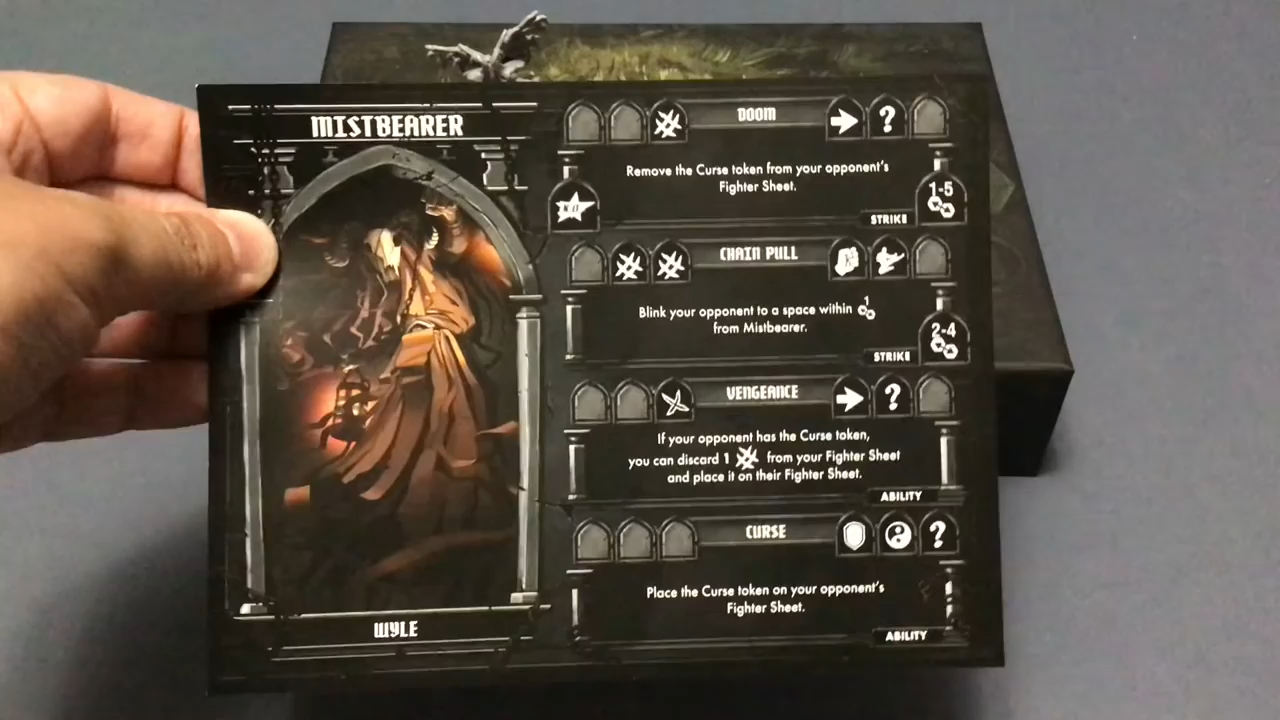 MISTBEARER
WYLE
DOOM
Remove the Curse token from your opponent's
Fighter Sheet.
1-5
STRIKE
CHAIN PULL
Blink your opponent to a space within 1
from Mistbearer.
2-4
STRIKE
VENGEANCE
If your opponent has the Curse token,
you can discard 1 from your Fighter Sheet
and place it on their Fighter Sheet.
ABILITY
CURSE
Place the Curse token on your opponent's
Fighter Sheet.
ABILITY